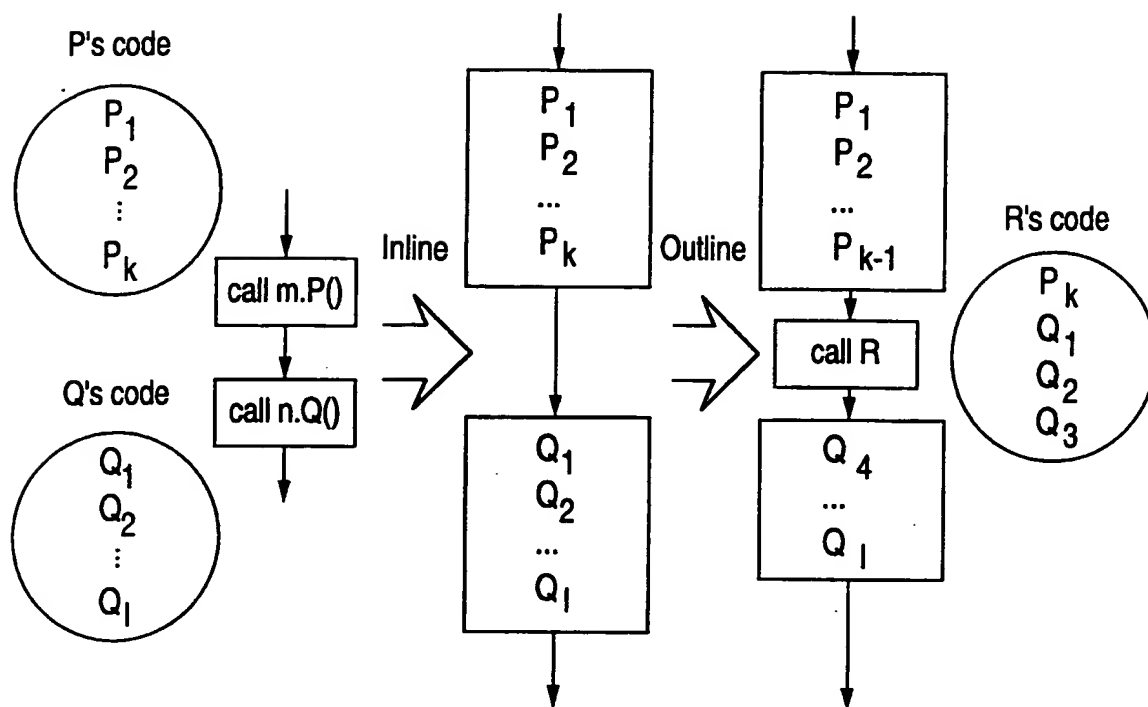 P's code
P₁
P₂
...
Pₖ
call m.P()
call n.Q()
Q's code
Q₁
Q₂
...
Qₗ
Inline
P₁
P₂
...
Pₖ
Q₁
Q₂
...
Qₗ
Outline
P₁
P₂
...
Pₖ₋₁
call R
Q₄
...
Qₗ
R's code
Pₖ
Q₁
Q₂
Q₃